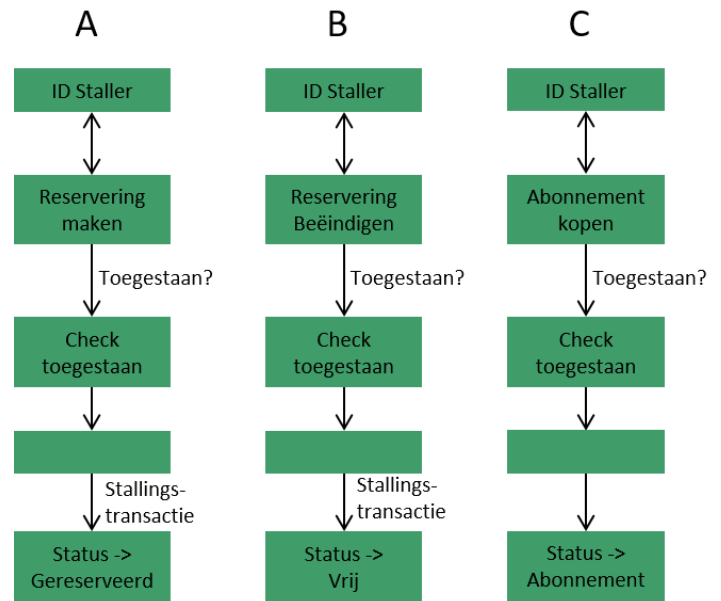 A
ID Staller
Reservering
maken
Toegestaan?
Check
toegestaan
Stallings-
transactie
Status ->
Gereserveerd
B
ID Staller
Reservering
Beëindigen
Toegestaan?
Check
toegestaan
Stallings-
transactie
Status ->
Vrij
C
ID Staller
Abonnement
kopen
Toegestaan?
Check
toegestaan
Status ->
Abonnement